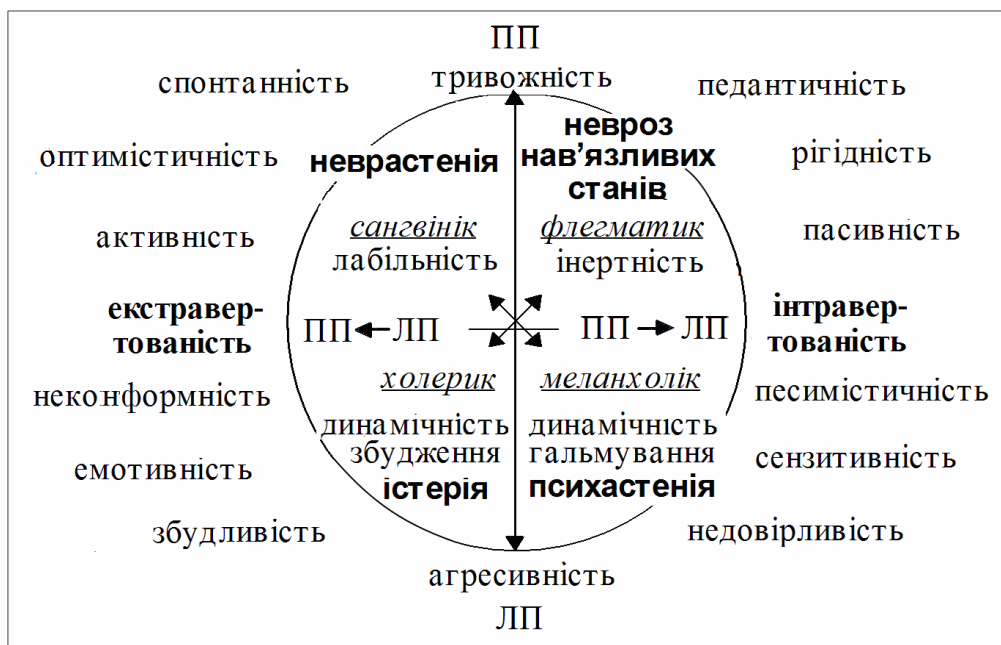 ПП
спонтанність тривожність педантичність
оптимістичність неврастенія невроз нав’язливих станів рігідність
активність сангвінік флегматик пасивність
лабільність інертність
екстравер-
тованість
ПП ЛП ПП ЛП
інтравер-
тованість
неконформність холерик меланхолік песимістичність
динамічність динамічність
емотивність збудження гальмування сензитивність
істерія психастенія
збудливість недовірливість
агресивність
ЛП